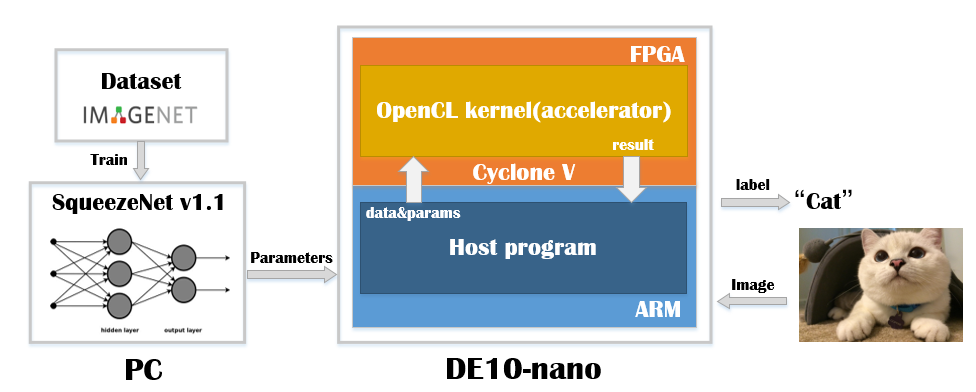 Dataset
IMAGENET
Train
SqueezeNet v1.1
hidden layer
output layer
PC
Parameters
FPGA
OpenCL kernel(accelerator)
result
Cyclone V
data&params
Host program
ARM
DE10-nano
label
“Cat”
Image